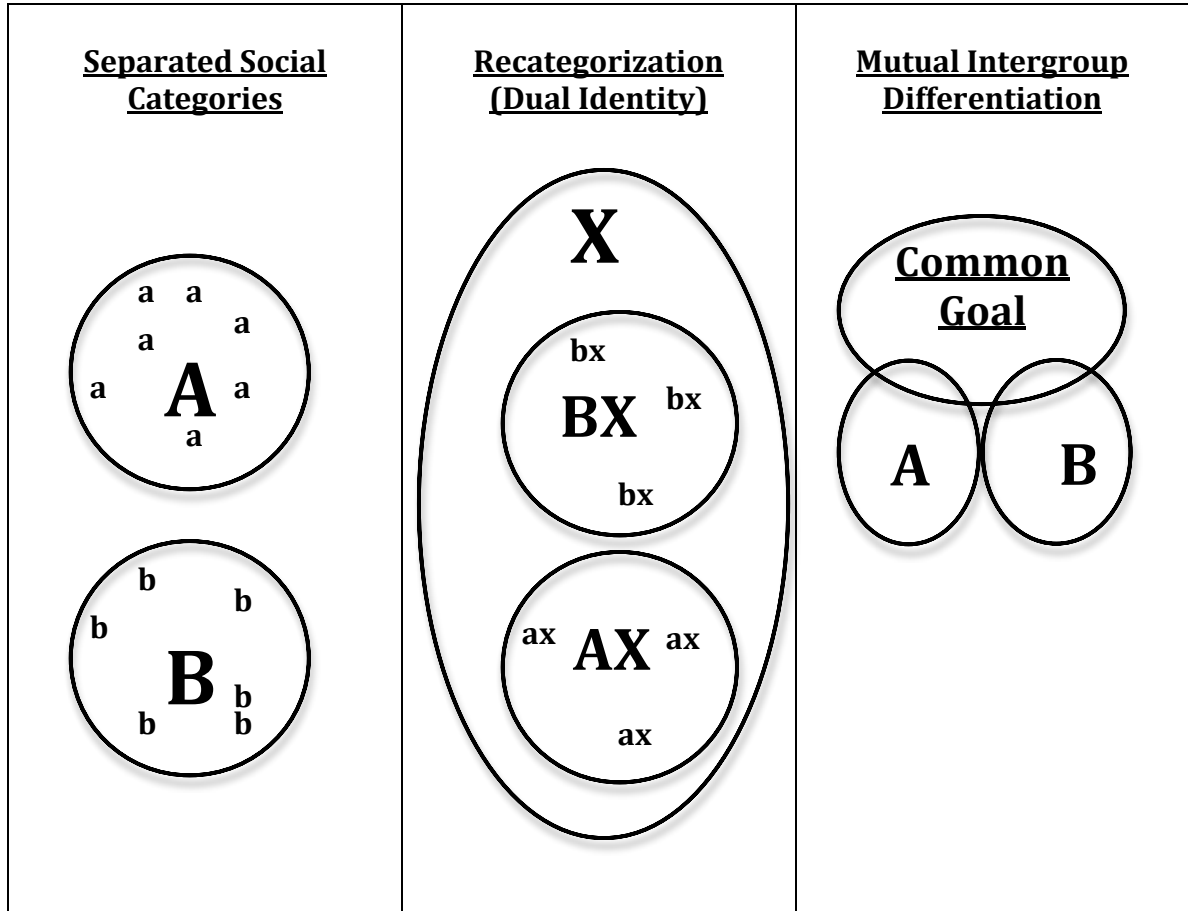 Separated Social
Categories
a a
a
a
a
A
a
a
b
b
b
B
b
b
b
Recategorization
(Dual Identity)
X
bx
bx
BX
bx
ax
AX
ax
ax
Mutual Intergroup
Differentiation
Common
Goal
A
B